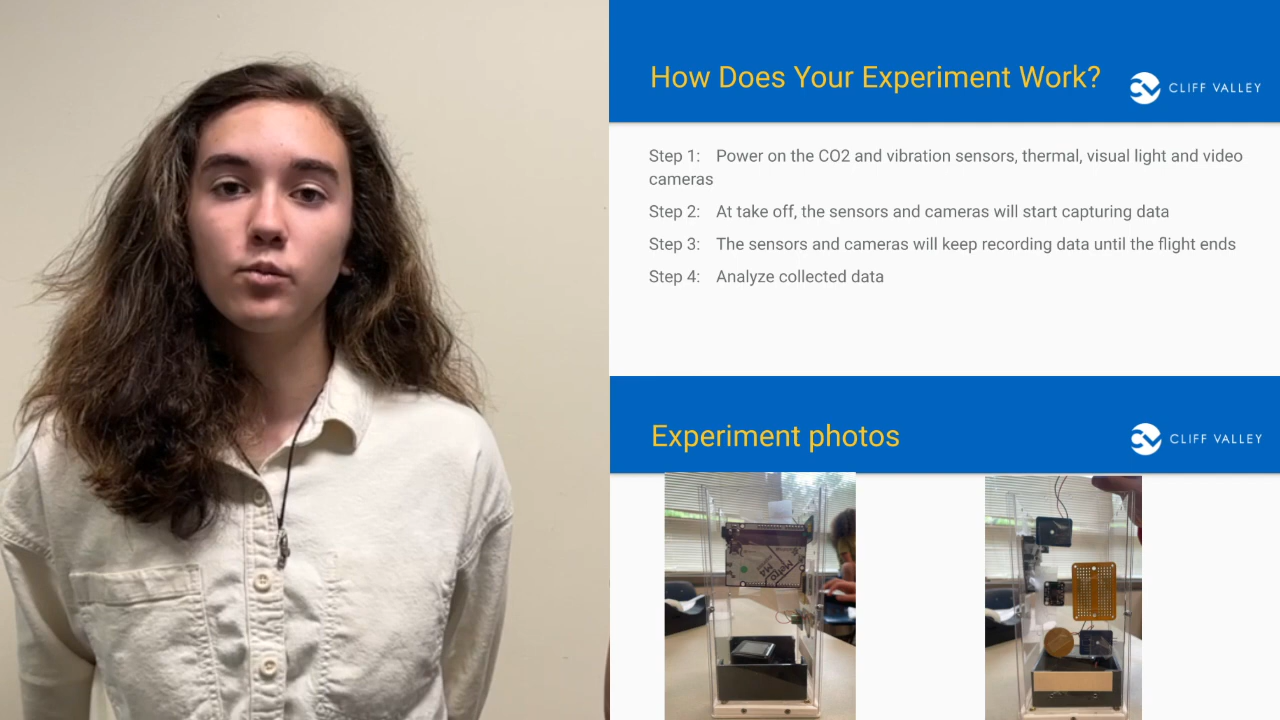 How Does Your Experiment Work?
CLIFF VALLEY
Step 1: Power on the CO2 and vibration sensors, thermal, visual light and video
cameras
Step 2: At take off, the sensors and cameras will start capturing data
Step 3: The sensors and cameras will keep recording data until the flight ends
Step 4: Analyze collected data
Experiment photos
CLIFF VALLEY
Metro
M4